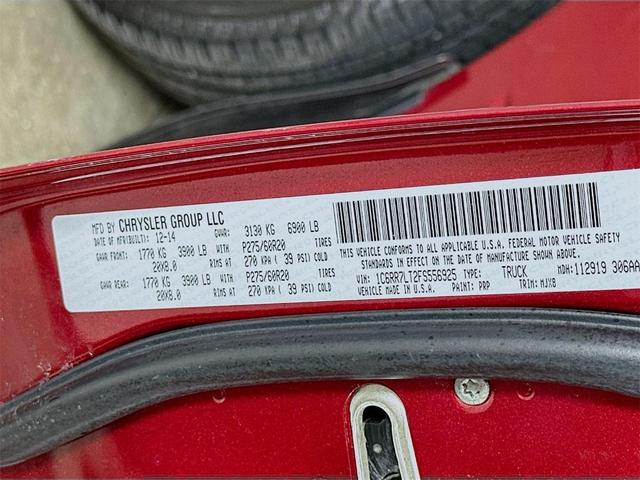 MFD BY CHRYSLER GROUP LLC
DATE OF MFR(BUILT): 12-14 GVWR: 3130 KG 6900 LB
GAWR FRONT: 1770 KG 3900 LB WITH P275/60R20 TIRES
20X8.0 RIMS AT 270 KPA ( 39 PSI) COLD
GAWR REAR: 1770 KG 3900 LB WITH P275/60R20 TIRES
20X8.0 RIMS AT 270 KPA ( 39 PSI) COLD
THIS VEHICLE CONFORMS TO ALL APPLICABLE U.S.A. FEDERAL MOTOR VEHICLE SAFETY
STANDARDS IN EFFECT ON THE DATE OF MANUFACTURE SHOWN ABOVE.
VIN: 1C6RR7LT2FS556925 TYPE: TRUCK MDH: 112919 306AA
VEHICLE MADE IN U.S.A. PAINT: PRP TRIM: MJX8